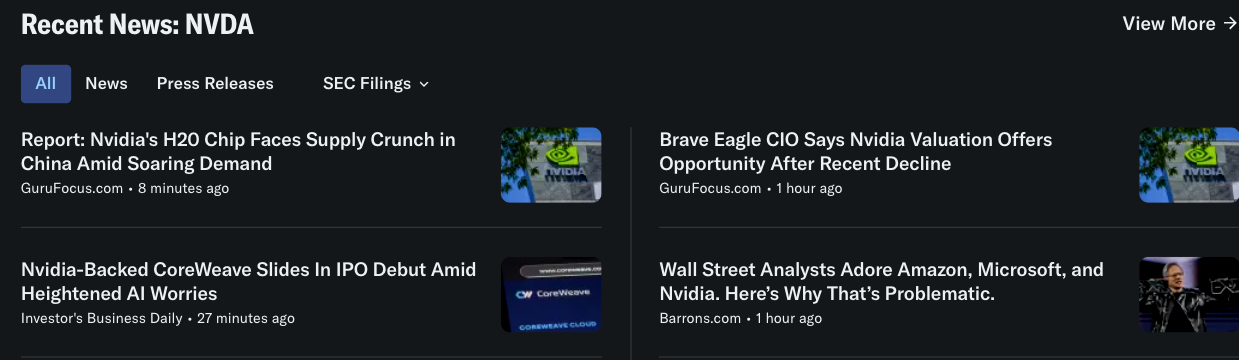 Recent News: NVDA
View More →
All
News
Press Releases
SEC Filings
Report: Nvidia's H20 Chip Faces Supply Crunch in
China Amid Soaring Demand
GuruFocus.com • 8 minutes ago
NVIDIA
Brave Eagle CIO Says Nvidia Valuation Offers
Opportunity After Recent Decline
GuruFocus.com • 1 hour ago
NVIDIA
Nvidia-Backed CoreWeave Slides In IPO Debut Amid
Heightened AI Worries
Investor's Business Daily • 27 minutes ago
www.coreweave.co
CoreWeave
COREWEAVE CLOUD
Wall Street Analysts Adore Amazon, Microsoft, and
Nvidia. Here’s Why That’s Problematic.
Barrons.com • 1 hour ago